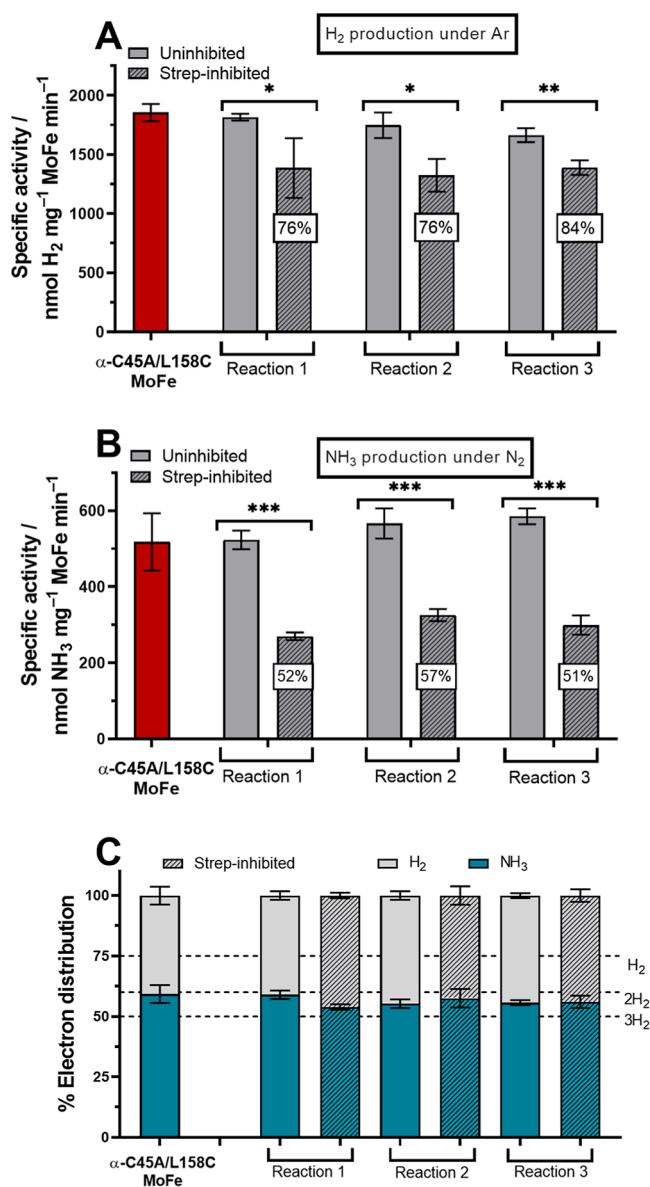 A
H₂ production under Ar
Uninhibited
Strep-inhibited
Specific activity /
nmol H₂ mg⁻¹ MoFe min⁻¹
2000
1500
1000
500
0
*
*
**
76%
76%
84%
α-C45A/L158C
MoFe
Reaction 1
Reaction 2
Reaction 3
B
NH₃ production under N₂
Uninhibited
Strep-inhibited
Specific activity /
nmol NH₃ mg⁻¹ MoFe min⁻¹
600
400
200
0
***
***
***
52%
57%
51%
α-C45A/L158C
MoFe
Reaction 1
Reaction 2
Reaction 3
C
Strep-inhibited
H₂
NH₃
% Electron distribution
100
75
50
25
0
H₂
2H₂
3H₂
α-C45A/L158C
MoFe
Reaction 1
Reaction 2
Reaction 3